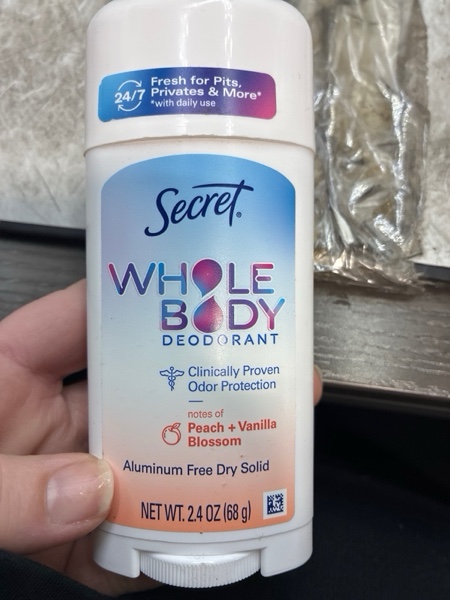 24/7
Fresh for Pits,
Privates & More*
*with daily use
Secret®
WHOLE
BODY
DEODORANT
Clinically Proven
Odor Protection
notes of
Peach + Vanilla
Blossom
Aluminum Free Dry Solid
NET WT. 2.4 OZ (68 g)